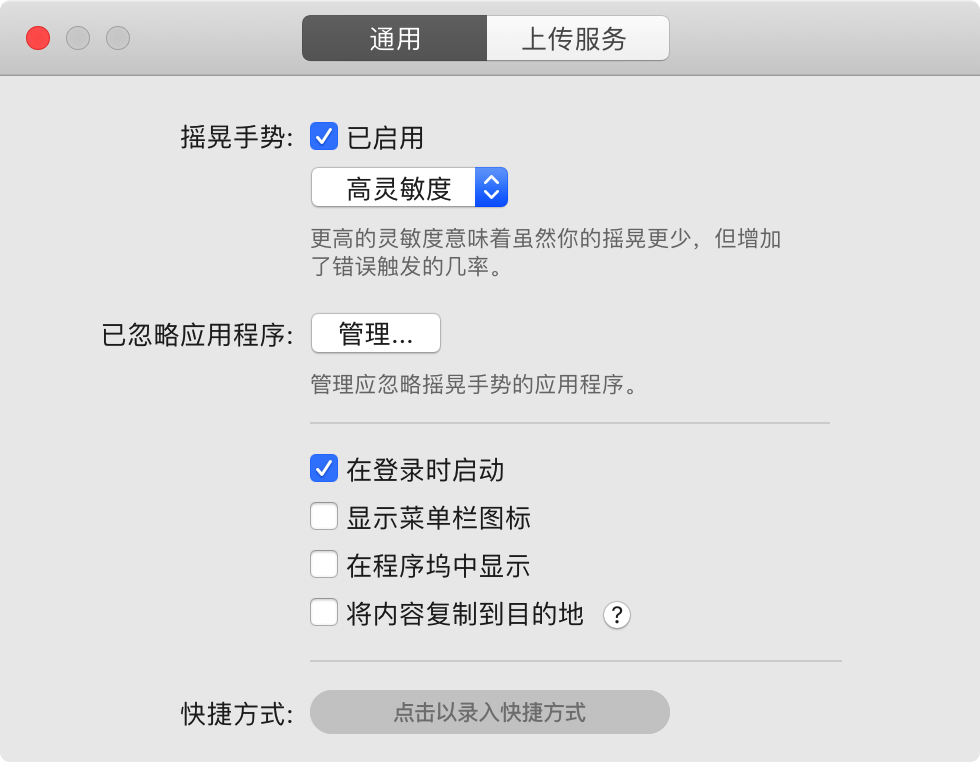 通用
上传服务
摇晃手势: 已启用
高灵敏度
更高的灵敏度意味着虽然你的摇晃更少，但增加
了错误触发的几率。
已忽略应用程序: 管理...
管理应忽略摇晃手势的应用程序。
在登录时启动
显示菜单栏图标
在程序坞中显示
将内容复制到目的地 ?
快捷方式: 点击以录入快捷方式